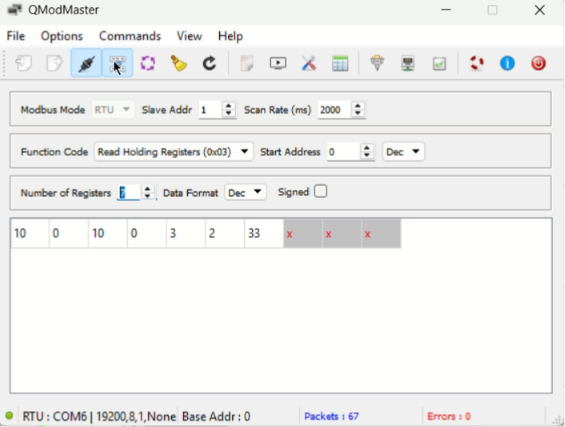 QModMaster
File Options Commands View Help
Modbus Mode RTU Slave Addr 1 Scan Rate (ms) 2000
Function Code Read Holding Registers (0x03) Start Address 0 Dec
Number of Registers 7 Data Format Dec Signed
10 0 10 0 3 2 33 x x x
RTU : COM6 | 19200,8,1,None Base Addr : 0 Packets : 67 Errors : 0